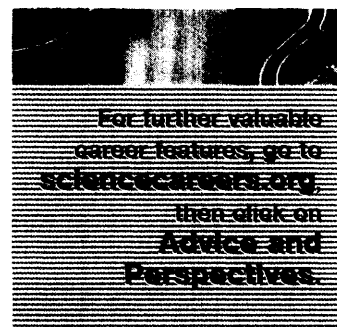 For further valuable
career features, go to
sciencecareers.org,
then click on
Advice and
Perspectives.